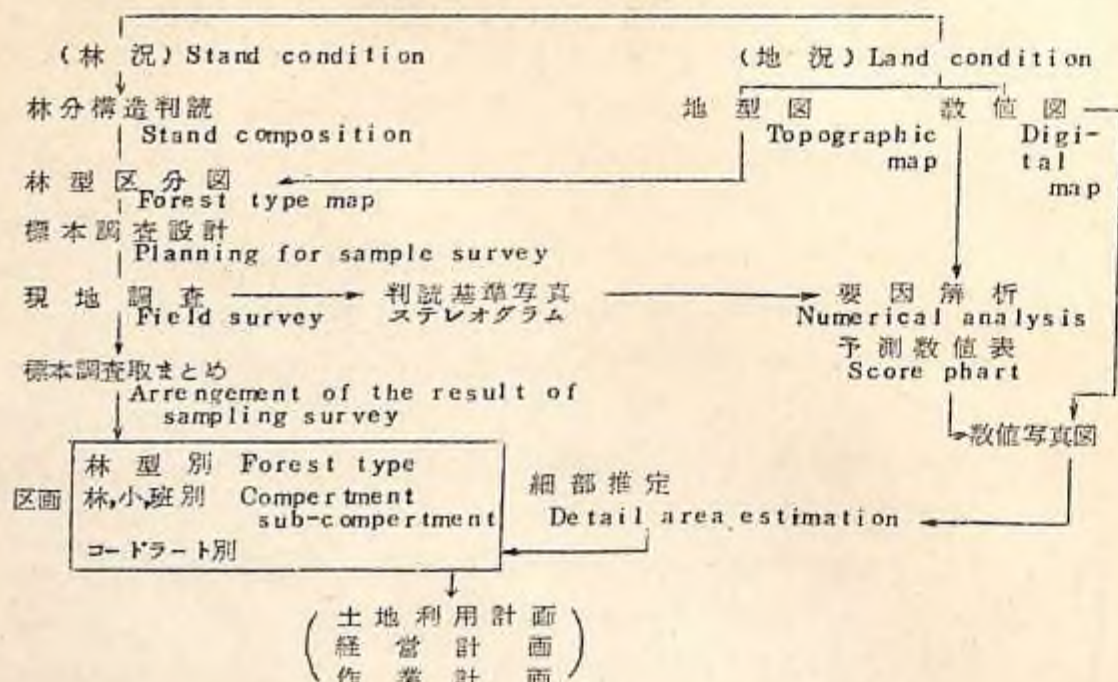 (林 況) Stand condition
(地 況) Land condition
林分構造判読
Stand composition
地 型 図
Topographic
map
数 値 図
Digi-
tal
map
林 型 区 分 図
Forest type map
標本調査設計
Planning for sample survey
現 地 調 査
Field survey
判読基準写真
ステレオグラム
要 因 解 析
Numerical analysis
予 測 数 値 表
Score phart
標本調査取まとめ
Arrengement of the result of
sampling survey
数値写真図
区画
林 型 別 Forest type
林,小,班別 Compertment
sub-compertment
コードラート別
細 部 推 定
Detail area estimation
土 地 利 用 計 画
経 営 計 画
作 業 計 画